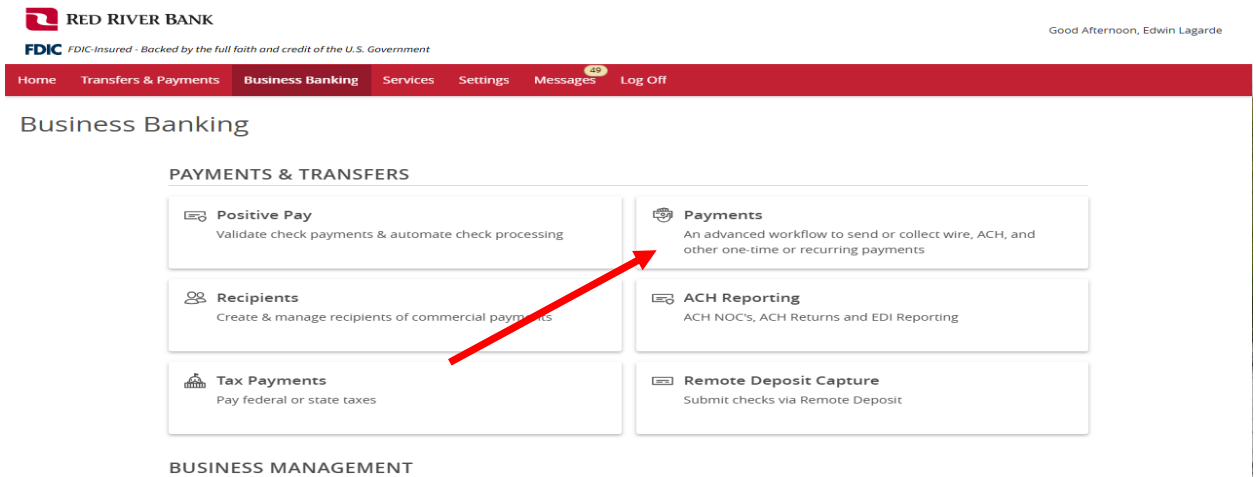 RED RIVER BANK
Good Afternoon, Edwin Lagarde
FDIC FDIC-Insured - Backed by the full faith and credit of the U.S. Government
Home Transfers & Payments Business Banking Services Settings Messages 49 Log Off
Business Banking
PAYMENTS & TRANSFERS
Positive Pay
Validate check payments & automate check processing
Payments
An advanced workflow to send or collect wire, ACH, and
other one-time or recurring payments
Recipients
Create & manage recipients of commercial payments
ACH Reporting
ACH NOC's, ACH Returns and EDI Reporting
Tax Payments
Pay federal or state taxes
Remote Deposit Capture
Submit checks via Remote Deposit
BUSINESS MANAGEMENT